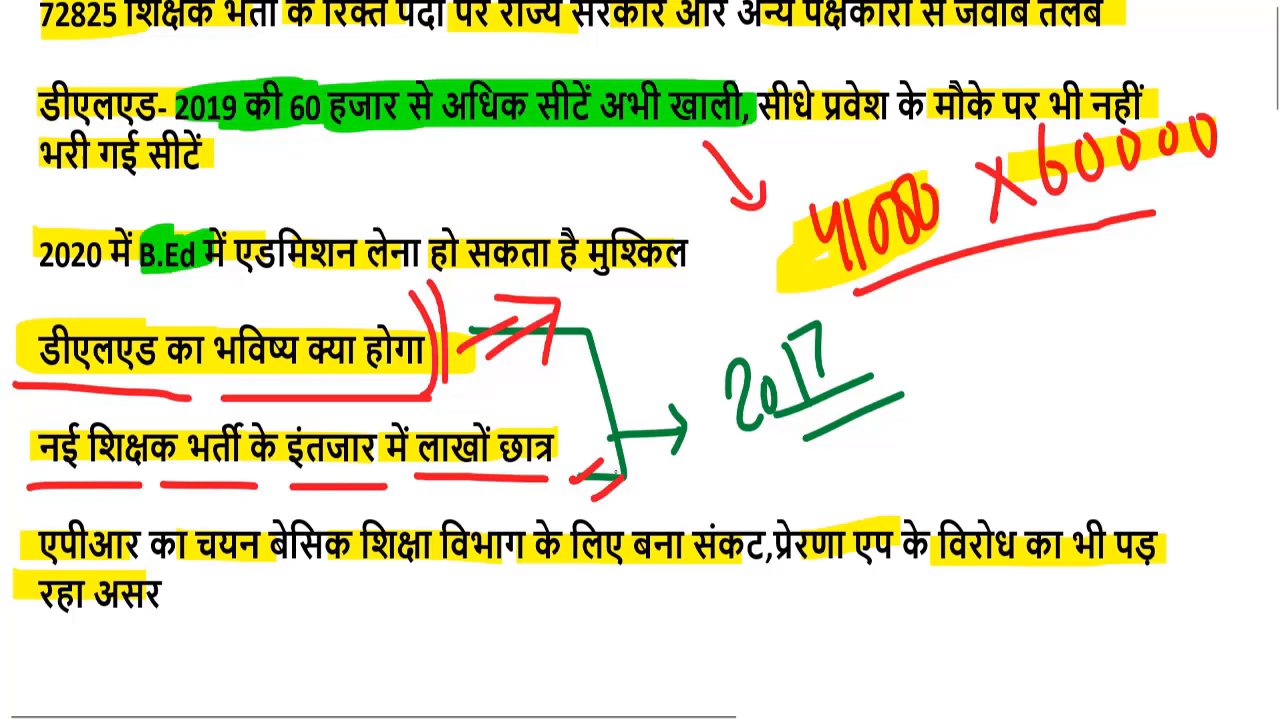 72825 शिक्षक भर्ती के रिक्त पदों पर राज्य सरकार और अन्य पक्षकारों से जवाब तलब
डीएलएड- 2019 की 60 हजार से अधिक सीटें अभी खाली, सीधे प्रवेश के मौके पर भी नहीं
भरी गई सीटें
41000 X 60000
2020 में B.Ed में एडमिशन लेना हो सकता है मुश्किल
डीएलएड का भविष्य क्या होगा
2017
नई शिक्षक भर्ती के इंतजार में लाखों छात्र
एपीआर का चयन बेसिक शिक्षा विभाग के लिए बना संकट,प्रेरणा एप के विरोध का भी पड़
रहा असर